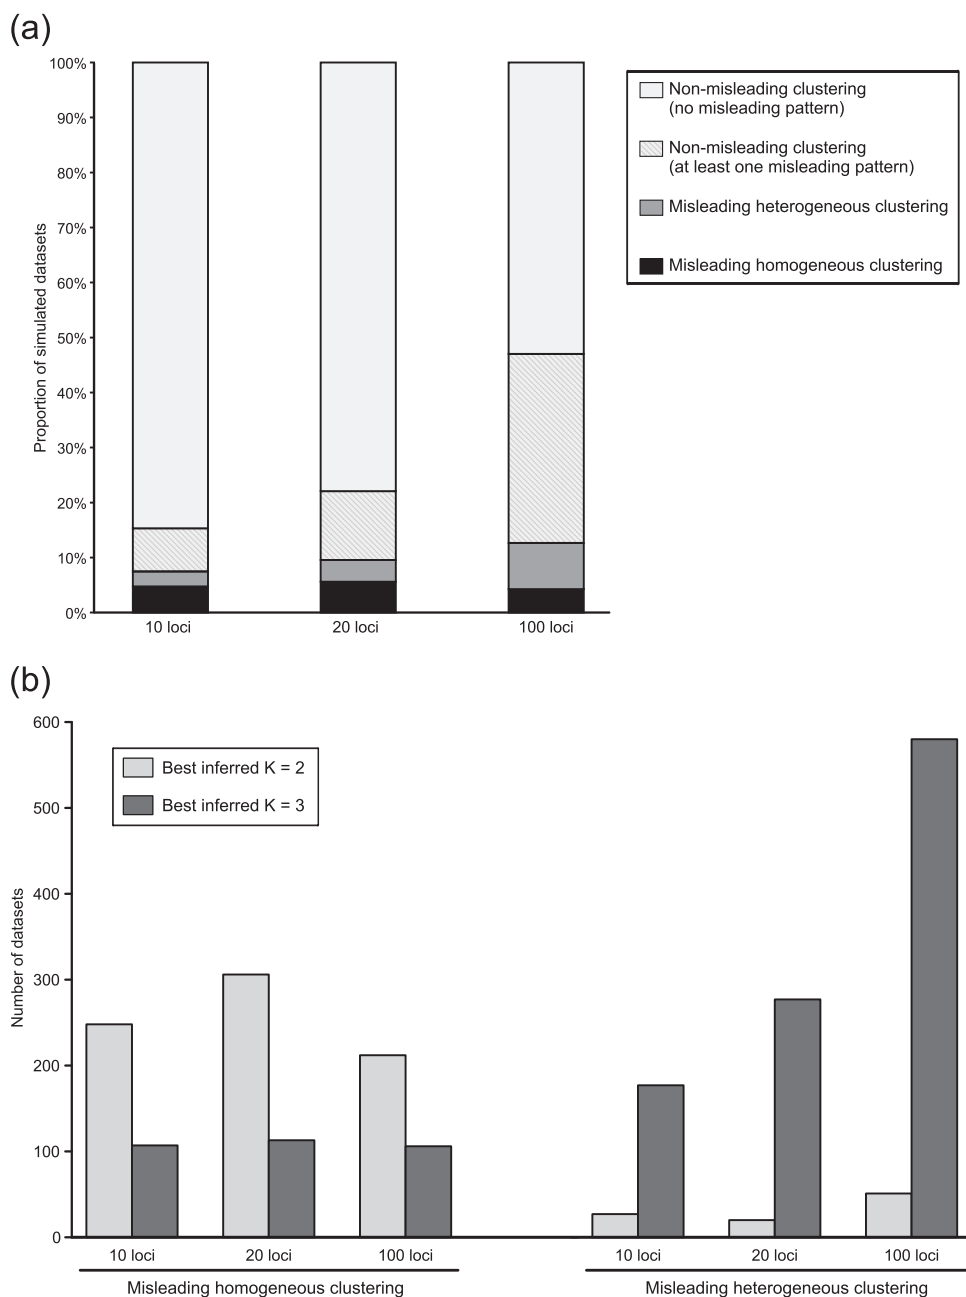 (a)
100%
90%
80%
70%
60%
50%
40%
30%
20%
10%
0%
Proportion of simulated datasets
10 loci
20 loci
100 loci
Non-misleading clustering
(no misleading pattern)
Non-misleading clustering
(at least one misleading pattern)
Misleading heterogeneous clustering
Misleading homogeneous clustering
(b)
600
500
400
300
200
100
0
Number of datasets
Best inferred K = 2
Best inferred K = 3
10 loci
20 loci
100 loci
10 loci
20 loci
100 loci
Misleading homogeneous clustering
Misleading heterogeneous clustering